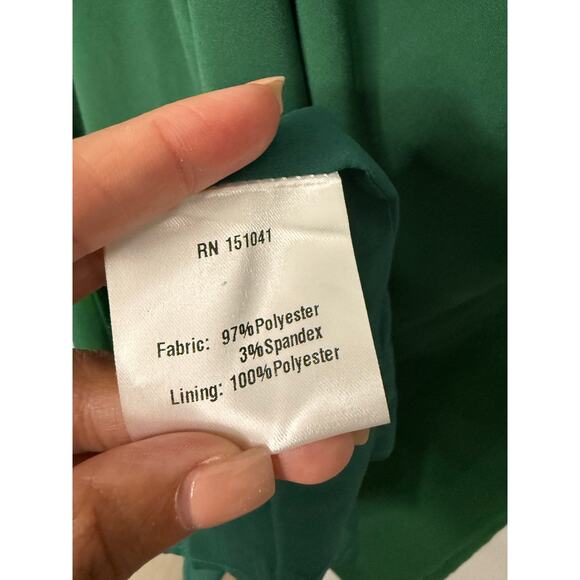 RN 151041
Fabric: 97%Polyester
3%Spandex
Lining: 100%Polyester